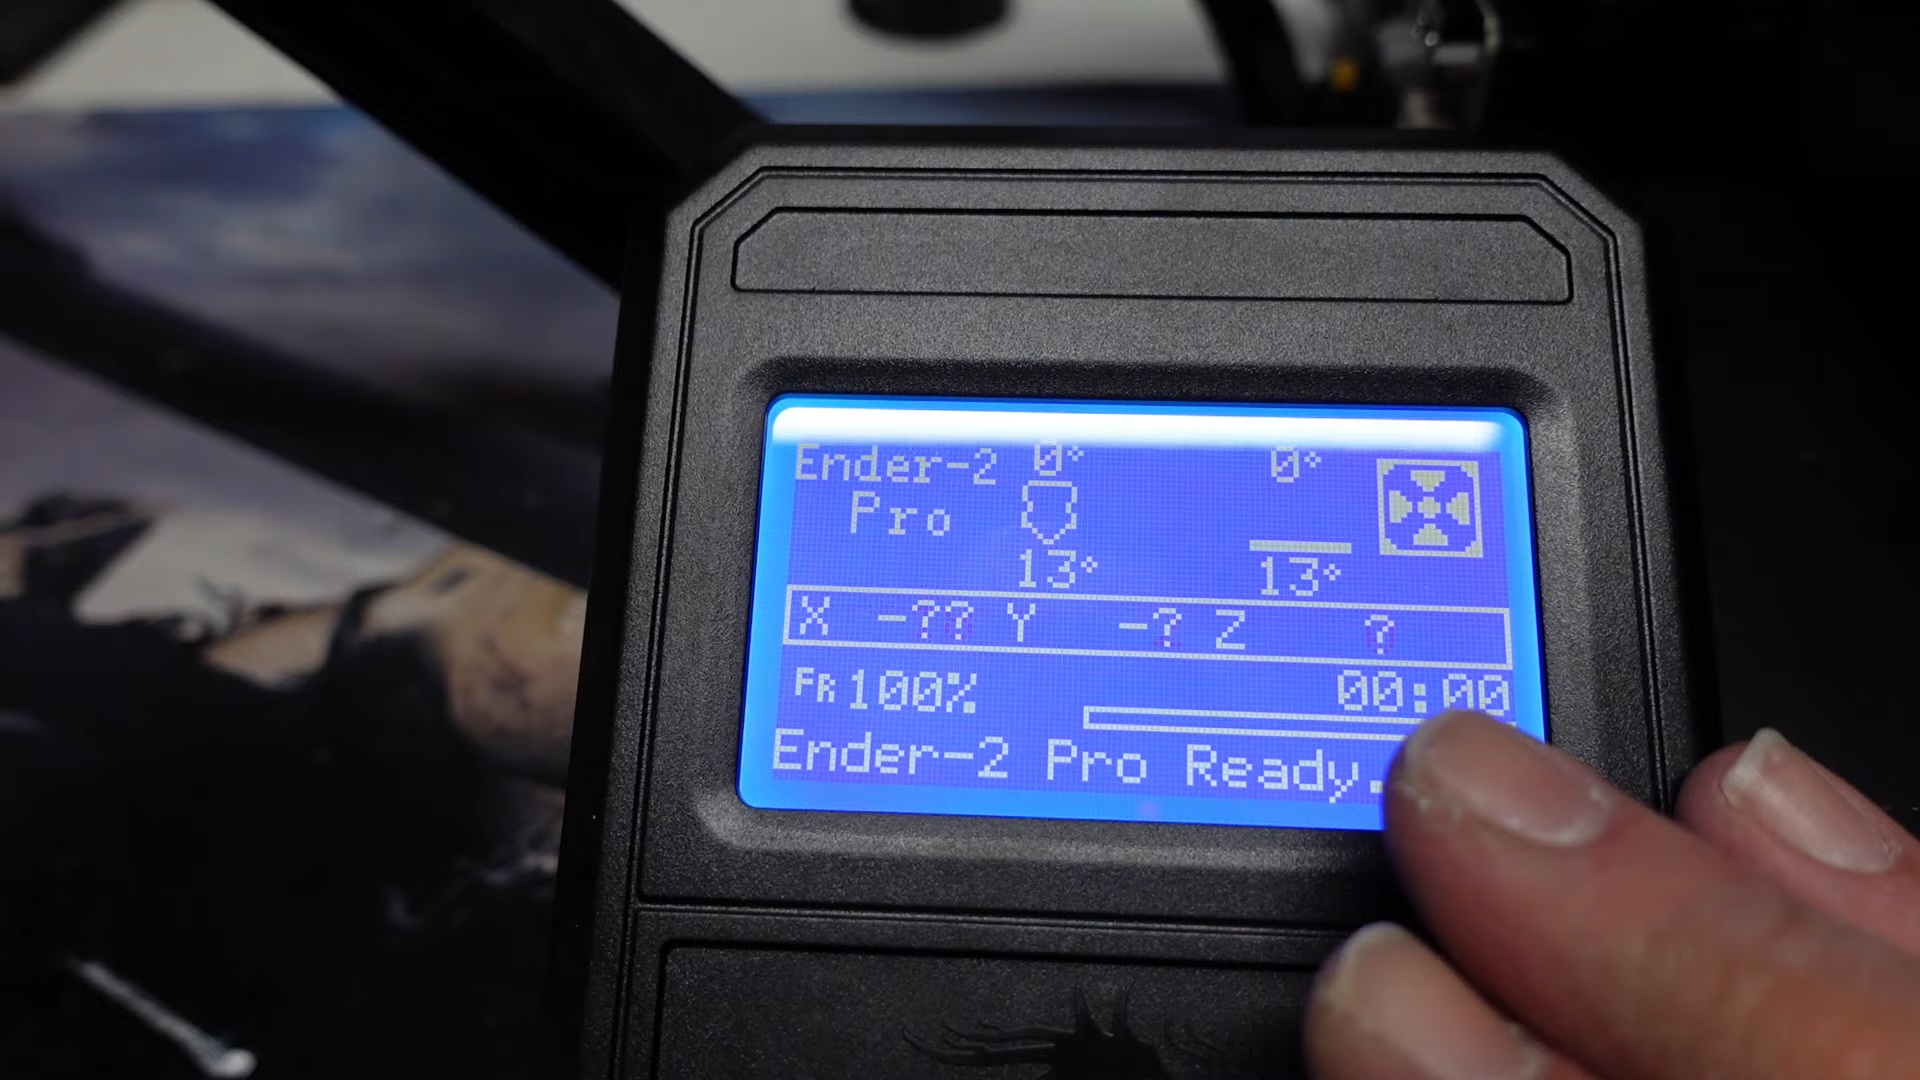 Ender-2 0° 0°
Pro
13° 13°
X -?? Y -? Z ?
FR 100% 00:00
Ender-2 Pro Ready.